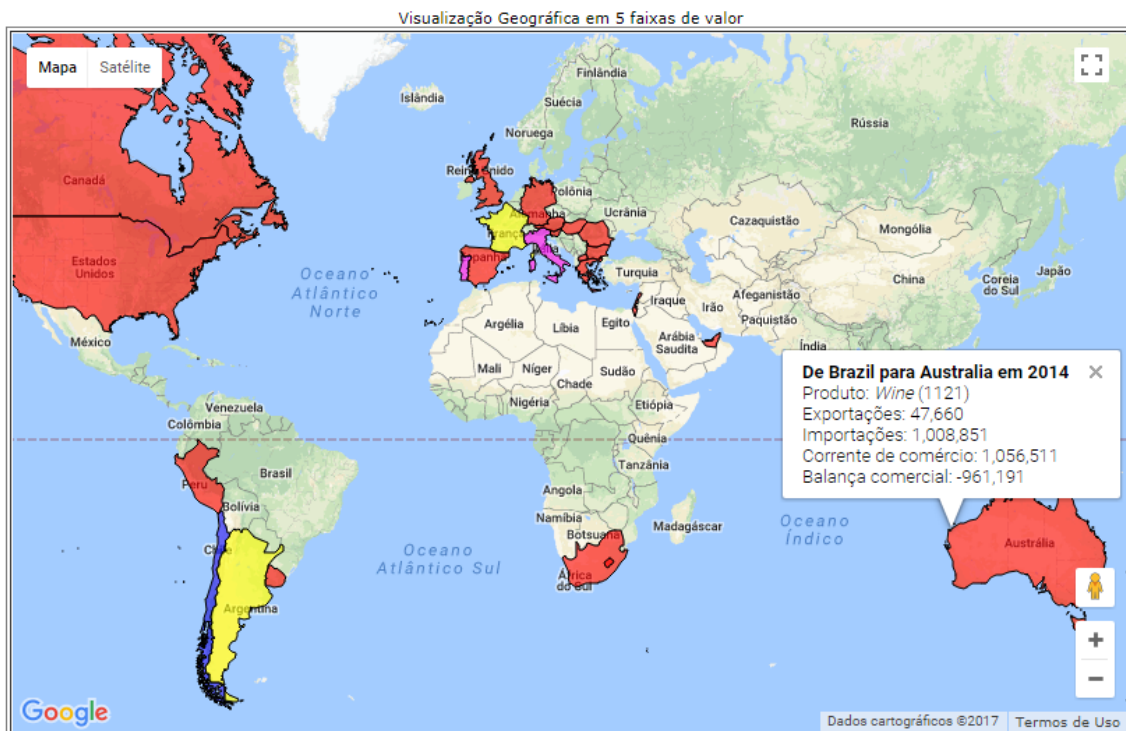 Visualização Geográfica em 5 faixas de valor
Mapa Satélite
Finlândia
Islândia
Suécia
Rússia
Noruega
Canadá
Reino Unido
Polônia
Alemanha
Ucrânia
Cazaquistão
França
Mongólia
Estados
Unidos
Espanha
Oceano
Atlântico
Norte
Turquia
China
Coreia
do Sul
Japão
Iraque
Irã
Afeganistão
Paquistão
Argélia
Líbia
Egito
Arábia
Saudita
México
Índia
Mali
Níger
Chade
Sudão
Nigéria
Etiópia
Venezuela
Colômbia
Quênia
Tanzânia
Brasil
Peru
Bolívia
Angola
Namíbia
Botsuana
Madagáscar
Chile
Oceano
Atlântico Sul
África
do Sul
Oceano
Índico
Austrália
Argentina
De Brazil para Australia em 2014
Produto: Wine (1121)
Exportações: 47,660
Importações: 1,008,851
Corrente de comércio: 1,056,511
Balança comercial: -961,191
Google
Dados cartográficos ©2017 Termos de Uso